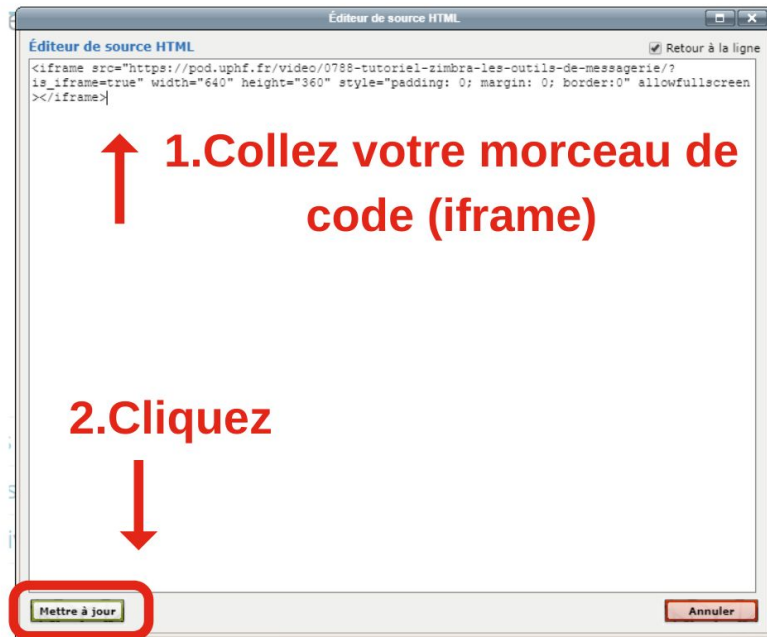 Éditeur de source HTML
Éditeur de source HTML
Retour à la ligne
<iframe src="https://pod.uphf.fr/video/0788-tutoriel-zimbra-les-outils-de-messagerie/?
is_iframe=true" width="640" height="360" style="padding: 0; margin: 0; border:0" allowfullscreen
></iframe>
1.Collez votre morceau de
code (iframe)
2.Cliquez
Mettre à jour
Annuler